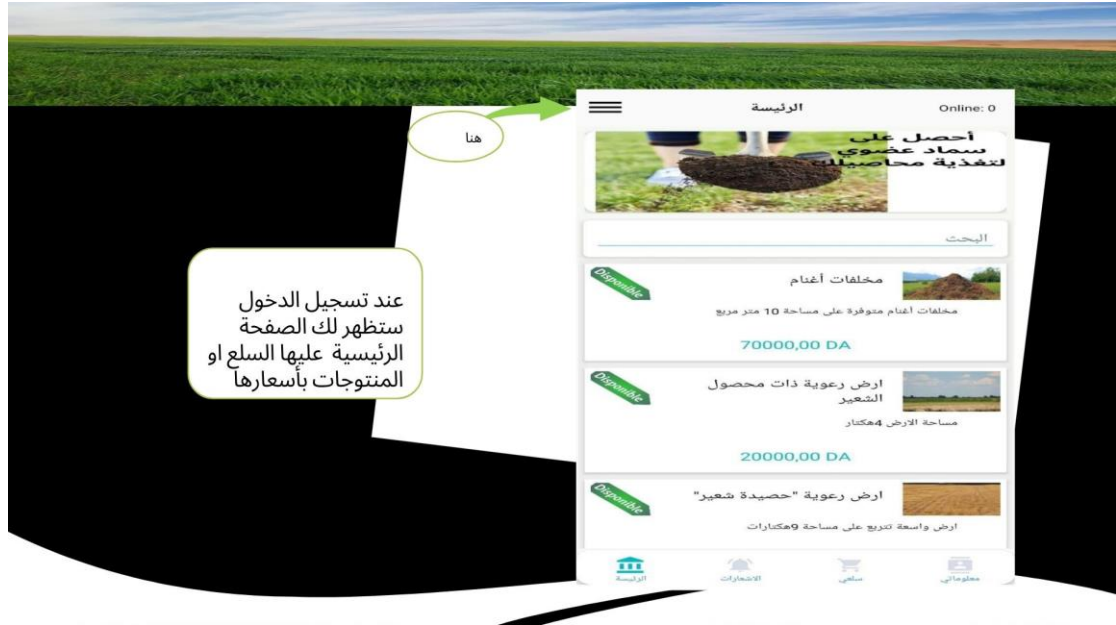 الرئيسة
Online: 0
هنا
أحصل على
سماد عضوي
لتغذية محاصيلك
البحث
عند تسجيل الدخول
ستظهر لك الصفحة
الرئيسية عليها السلع او
المنتوجات بأسعارها
Disponible
مخلفات أغنام
مخلفات أغنام متوفرة على مساحة 10 متر مربع
70000,00 DA
Disponible
ارض رعوية ذات محصول
الشعير
مساحة الارض 4هكتار
20000,00 DA
Disponible
ارض رعوية "حصيدة شعير"
ارض واسعة تتربع على مساحة 9هكتارات
معلوماتي
سلعي
الاشعارات
الرئيسة